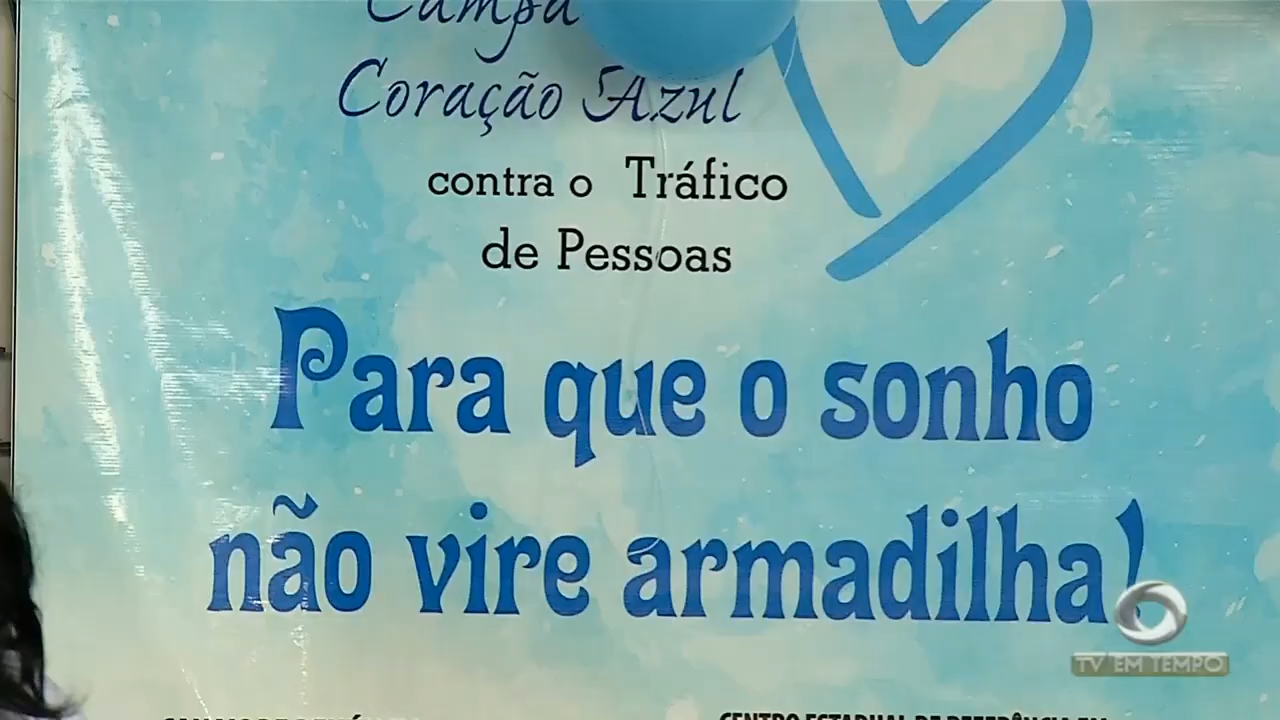 Coração Azul
contra o Tráfico
de Pessoas
Para que o sonho
não vire armadilha!
TV EM TEMPO